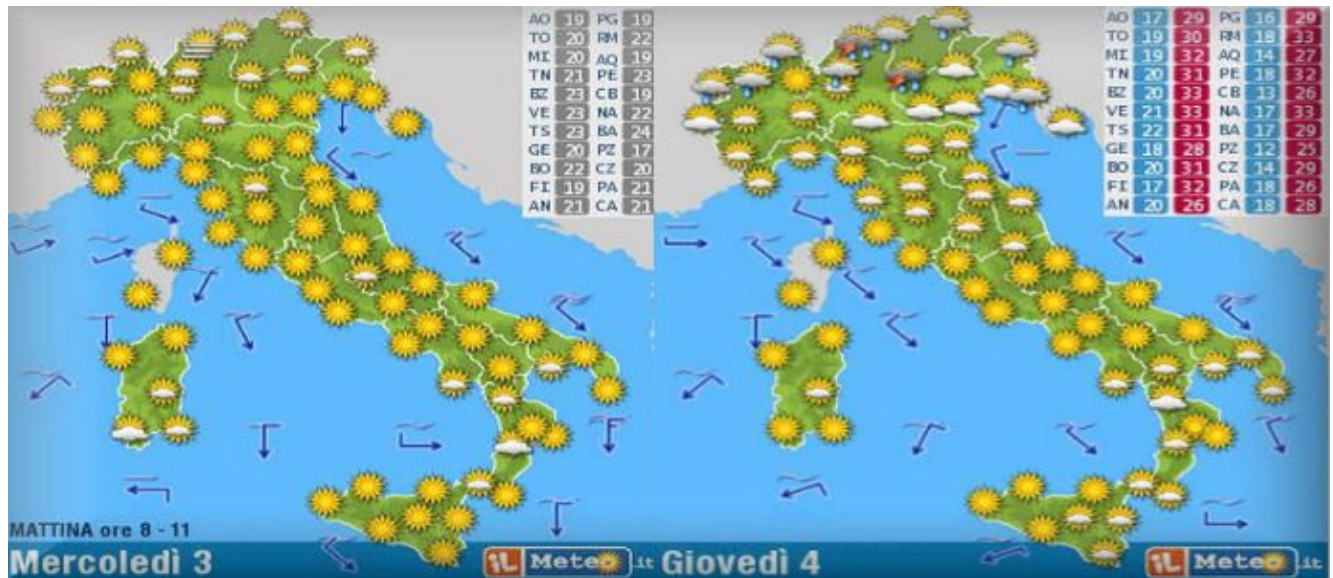 AO 19 PG 19
TO 20 RM 22
MI 20 AQ 19
TN 21 PE 23
BZ 23 CB 19
VE 23 NA 22
TS 23 BA 24
GE 20 PZ 17
BO 22 CZ 20
FI 19 PA 21
AN 21 CA 21
MATTINA ore 8 - 11
Mercoledì 3
iL Meteo.it
AO 17 29 PG 16 29
TO 19 30 RM 18 33
MI 19 32 AQ 14 27
TN 20 31 PE 18 32
BZ 20 33 CB 13 26
VE 21 33 NA 17 33
TS 22 31 BA 17 29
GE 18 28 PZ 12 25
BO 20 31 CZ 14 29
FI 17 32 PA 18 26
AN 20 26 CA 18 28
Giovedì 4
iL Meteo.it